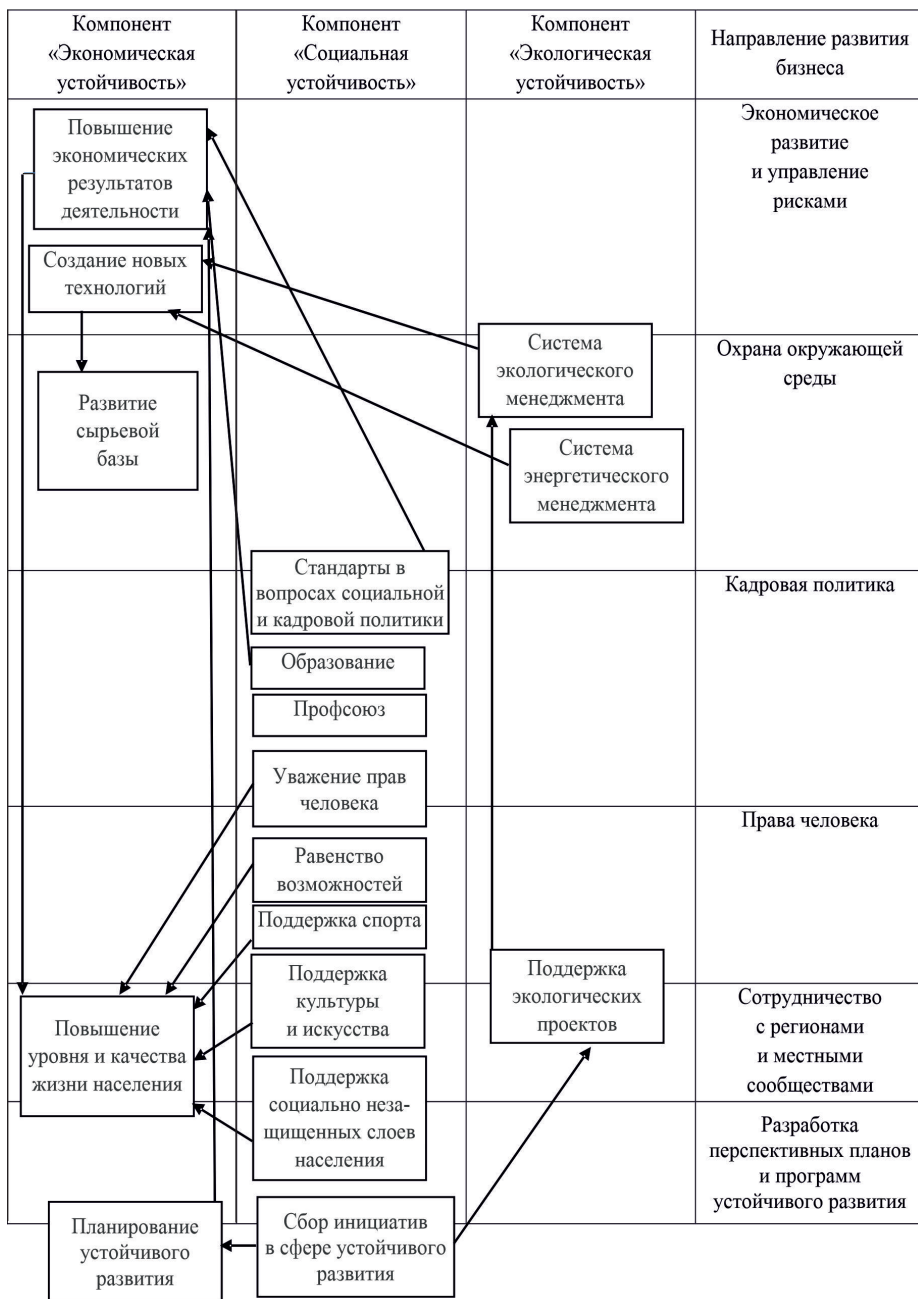 Компонент
«Экономическая
устойчивость»
Компонент
«Социальная
устойчивость»
Компонент
«Экологическая
устойчивость»
Направление развития
бизнеса
Повышение
экономических
результатов
деятельности
Создание новых
технологий
Экономическое
развитие
и управление
рисками
Развитие
сырьевой
базы
Система
экологического
менеджмента
Система
энергетического
менеджмента
Охрана окружающей
среды
Стандарты в
вопросах социальной
и кадровой политики
Образование
Профсоюз
Уважение прав
человека
Кадровая политика
Равенство
возможностей
Поддержка спорта
Права человека
Повышение
уровня и качества
жизни населения
Поддержка
культуры
и искусства
Поддержка
социально неза-
щищенных слоев
населения
Поддержка
экологических
проектов
Сотрудничество
с регионами
и местными
сообществами
Планирование
устойчивого
развития
Сбор инициатив
в сфере устойчивого
развития
Разработка
перспективных планов
и программ
устойчивого развития